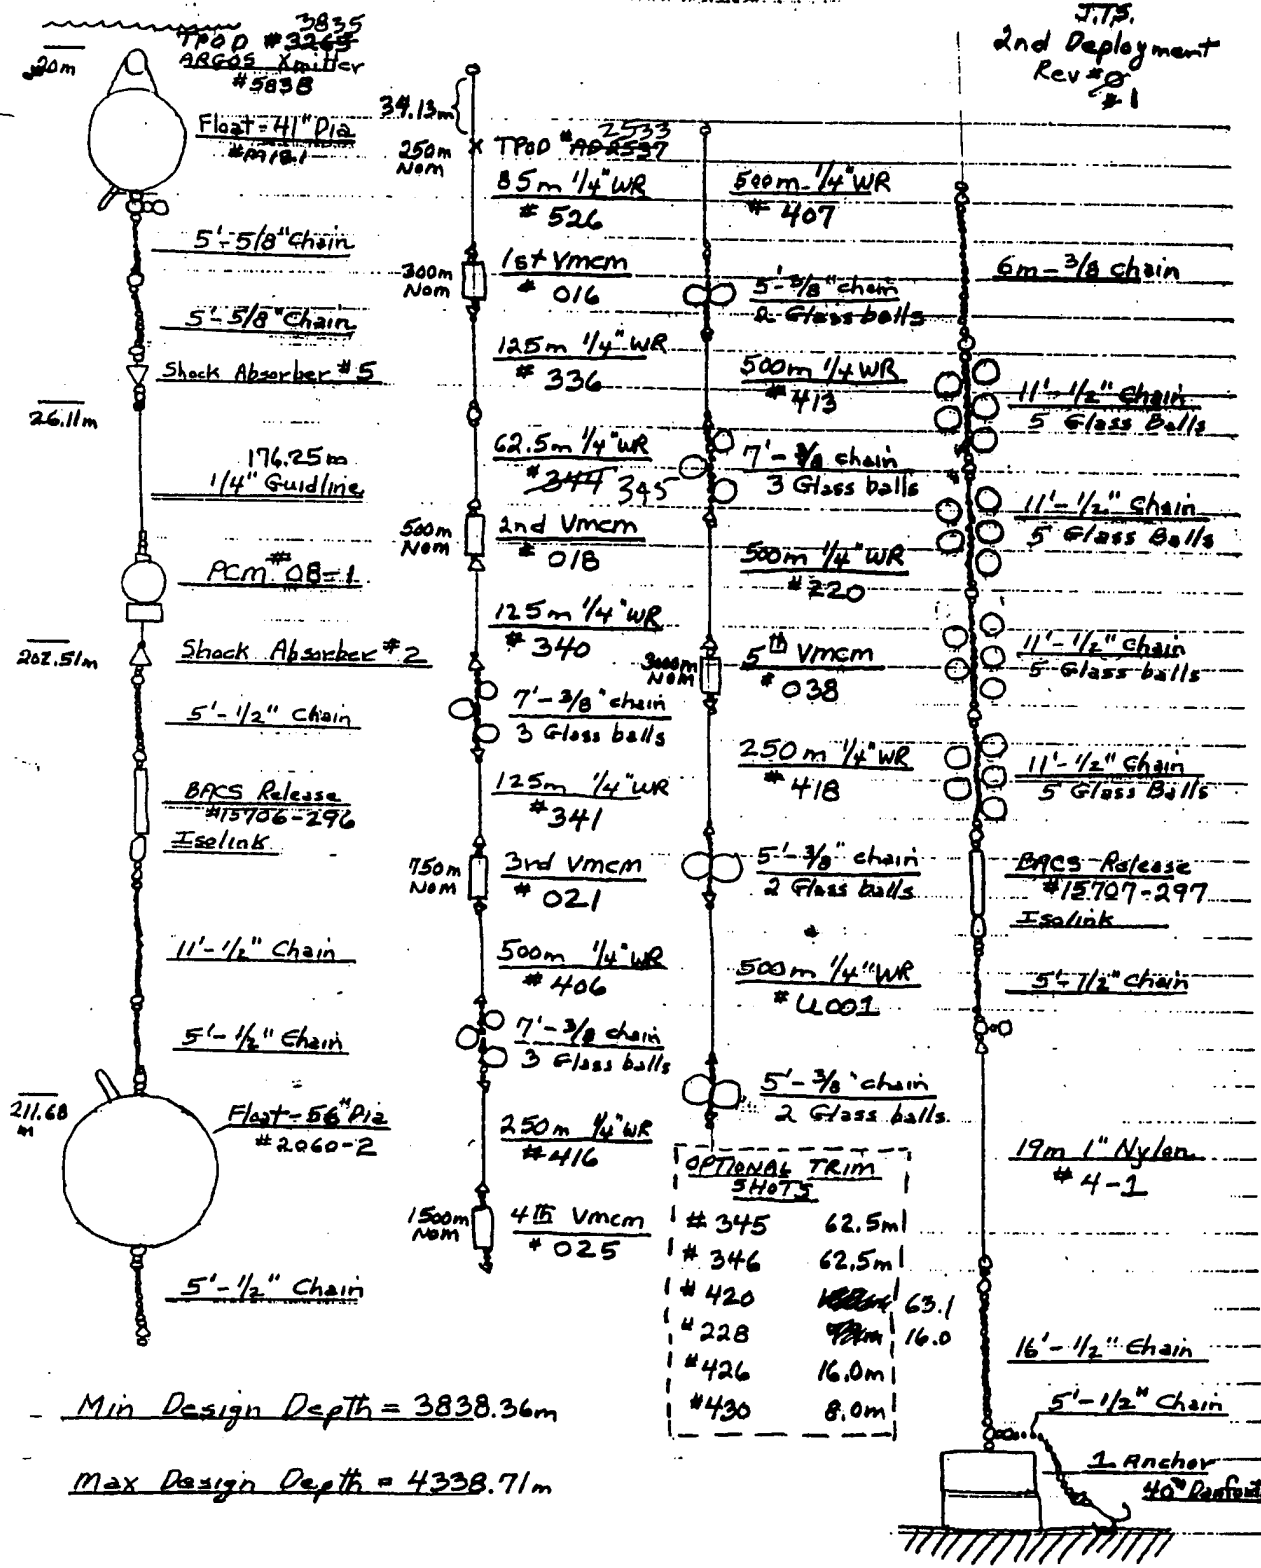 J.T.S.
2nd Deployment
Rev #0
#1
20m
3835
TPOD #3265
ARGOS Xmitter
#5838
Float - 41" Dia
5'-5/8" Chain
5'-5/8" Chain
Shock Absorber #5
26.11m
176.25m
1/4" Guidline
PCM #08-1
202.51m
Shock Absorber #2
5'-1/2" Chain
BACS Release
#15706-296
Isolink
11'-1/2" Chain
5'-1/2" Chain
211.68
m
Float - 56" Dia
#2060-2
5'-1/2" Chain
Min Design Depth = 3838.36m
Max Design Depth = 4338.71m
34.13m
250m
Nom
X TPOD #2533
85m 1/4" WR
# 526
300m
Nom
1st Vmcm
# 016
125m 1/4" WR
# 336
62.5m 1/4" WR
#344 345
500m
Nom
2nd Vmcm
# 018
125m 1/4" WR
# 340
7'-3/8" chain
3 Glass balls
125m 1/4" WR
#341
750m
Nom
3rd Vmcm
# 021
500m 1/4" WR
# 406
7'-3/8 chain
3 Glass balls
250m 1/4" WR
#416
1500m
Nom
4th Vmcm
# 025
500m 1/4" WR
# 407
5'-3/8" chain
2 Glass balls
500m 1/4 WR
#413
7'-3/8 chain
3 Glass balls
500m 1/4" WR
#220
3000m
Nom
5th Vmcm
# 038
250m 1/4" WR
# 418
5'-3/8" chain
2 Glass balls
500m 1/4" WR
# U001
5'-3/8" chain
2 Glass balls
OPTIONAL TRIM
SHOTS
# 345 62.5m
# 346 62.5m
# 420 63.1
# 228 16.0
#426 16.0m
#430 8.0m
6m-3/8 chain
11'-1/2" Chain
5 Glass Balls
11'-1/2" Chain
5 Glass Balls
11'-1/2" Chain
5 Glass balls
11'-1/2" Chain
5 Glass Balls
BACS Release
#15707-297
Isolink
5'-1/2" Chain
19m 1" Nylon
# 4-1
16'-1/2" Chain
5'-1/2" Chain
1 Anchor